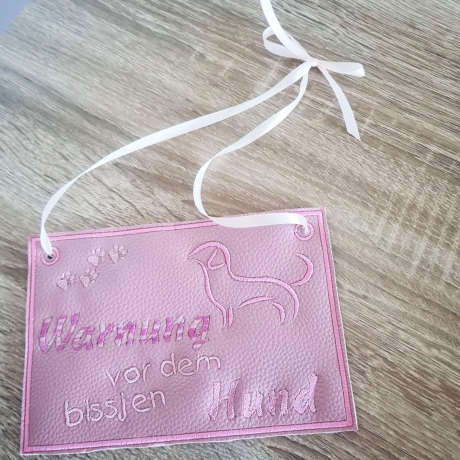 Warnung
vor dem
bissjen
Hund